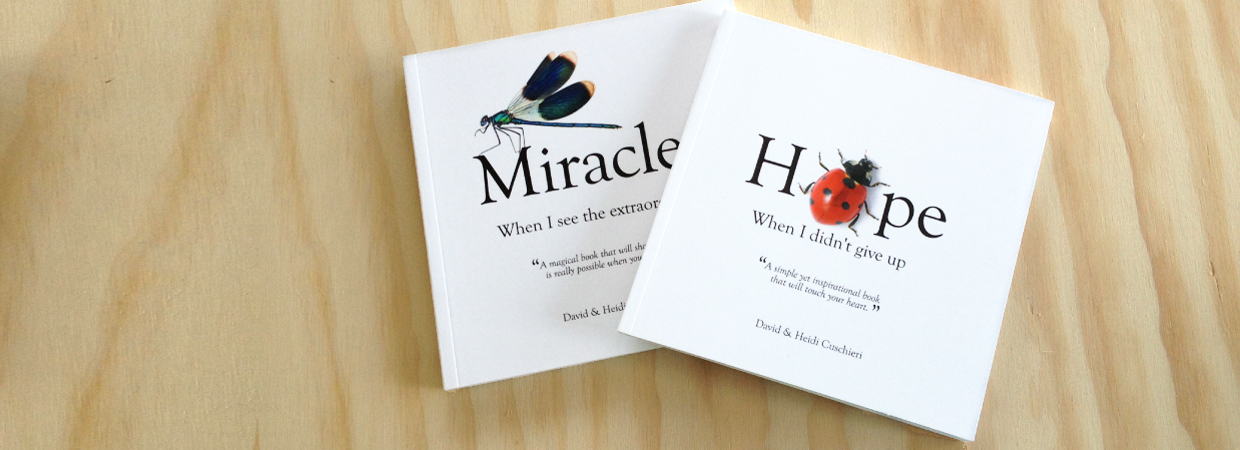 Miracle
When I see the extraor
“A magical book that will
is really possible when you
David & Heidi
Hope
When I didn't give up
“A simple yet inspirational book
that will touch your heart.”
David & Heidi Cuschieri